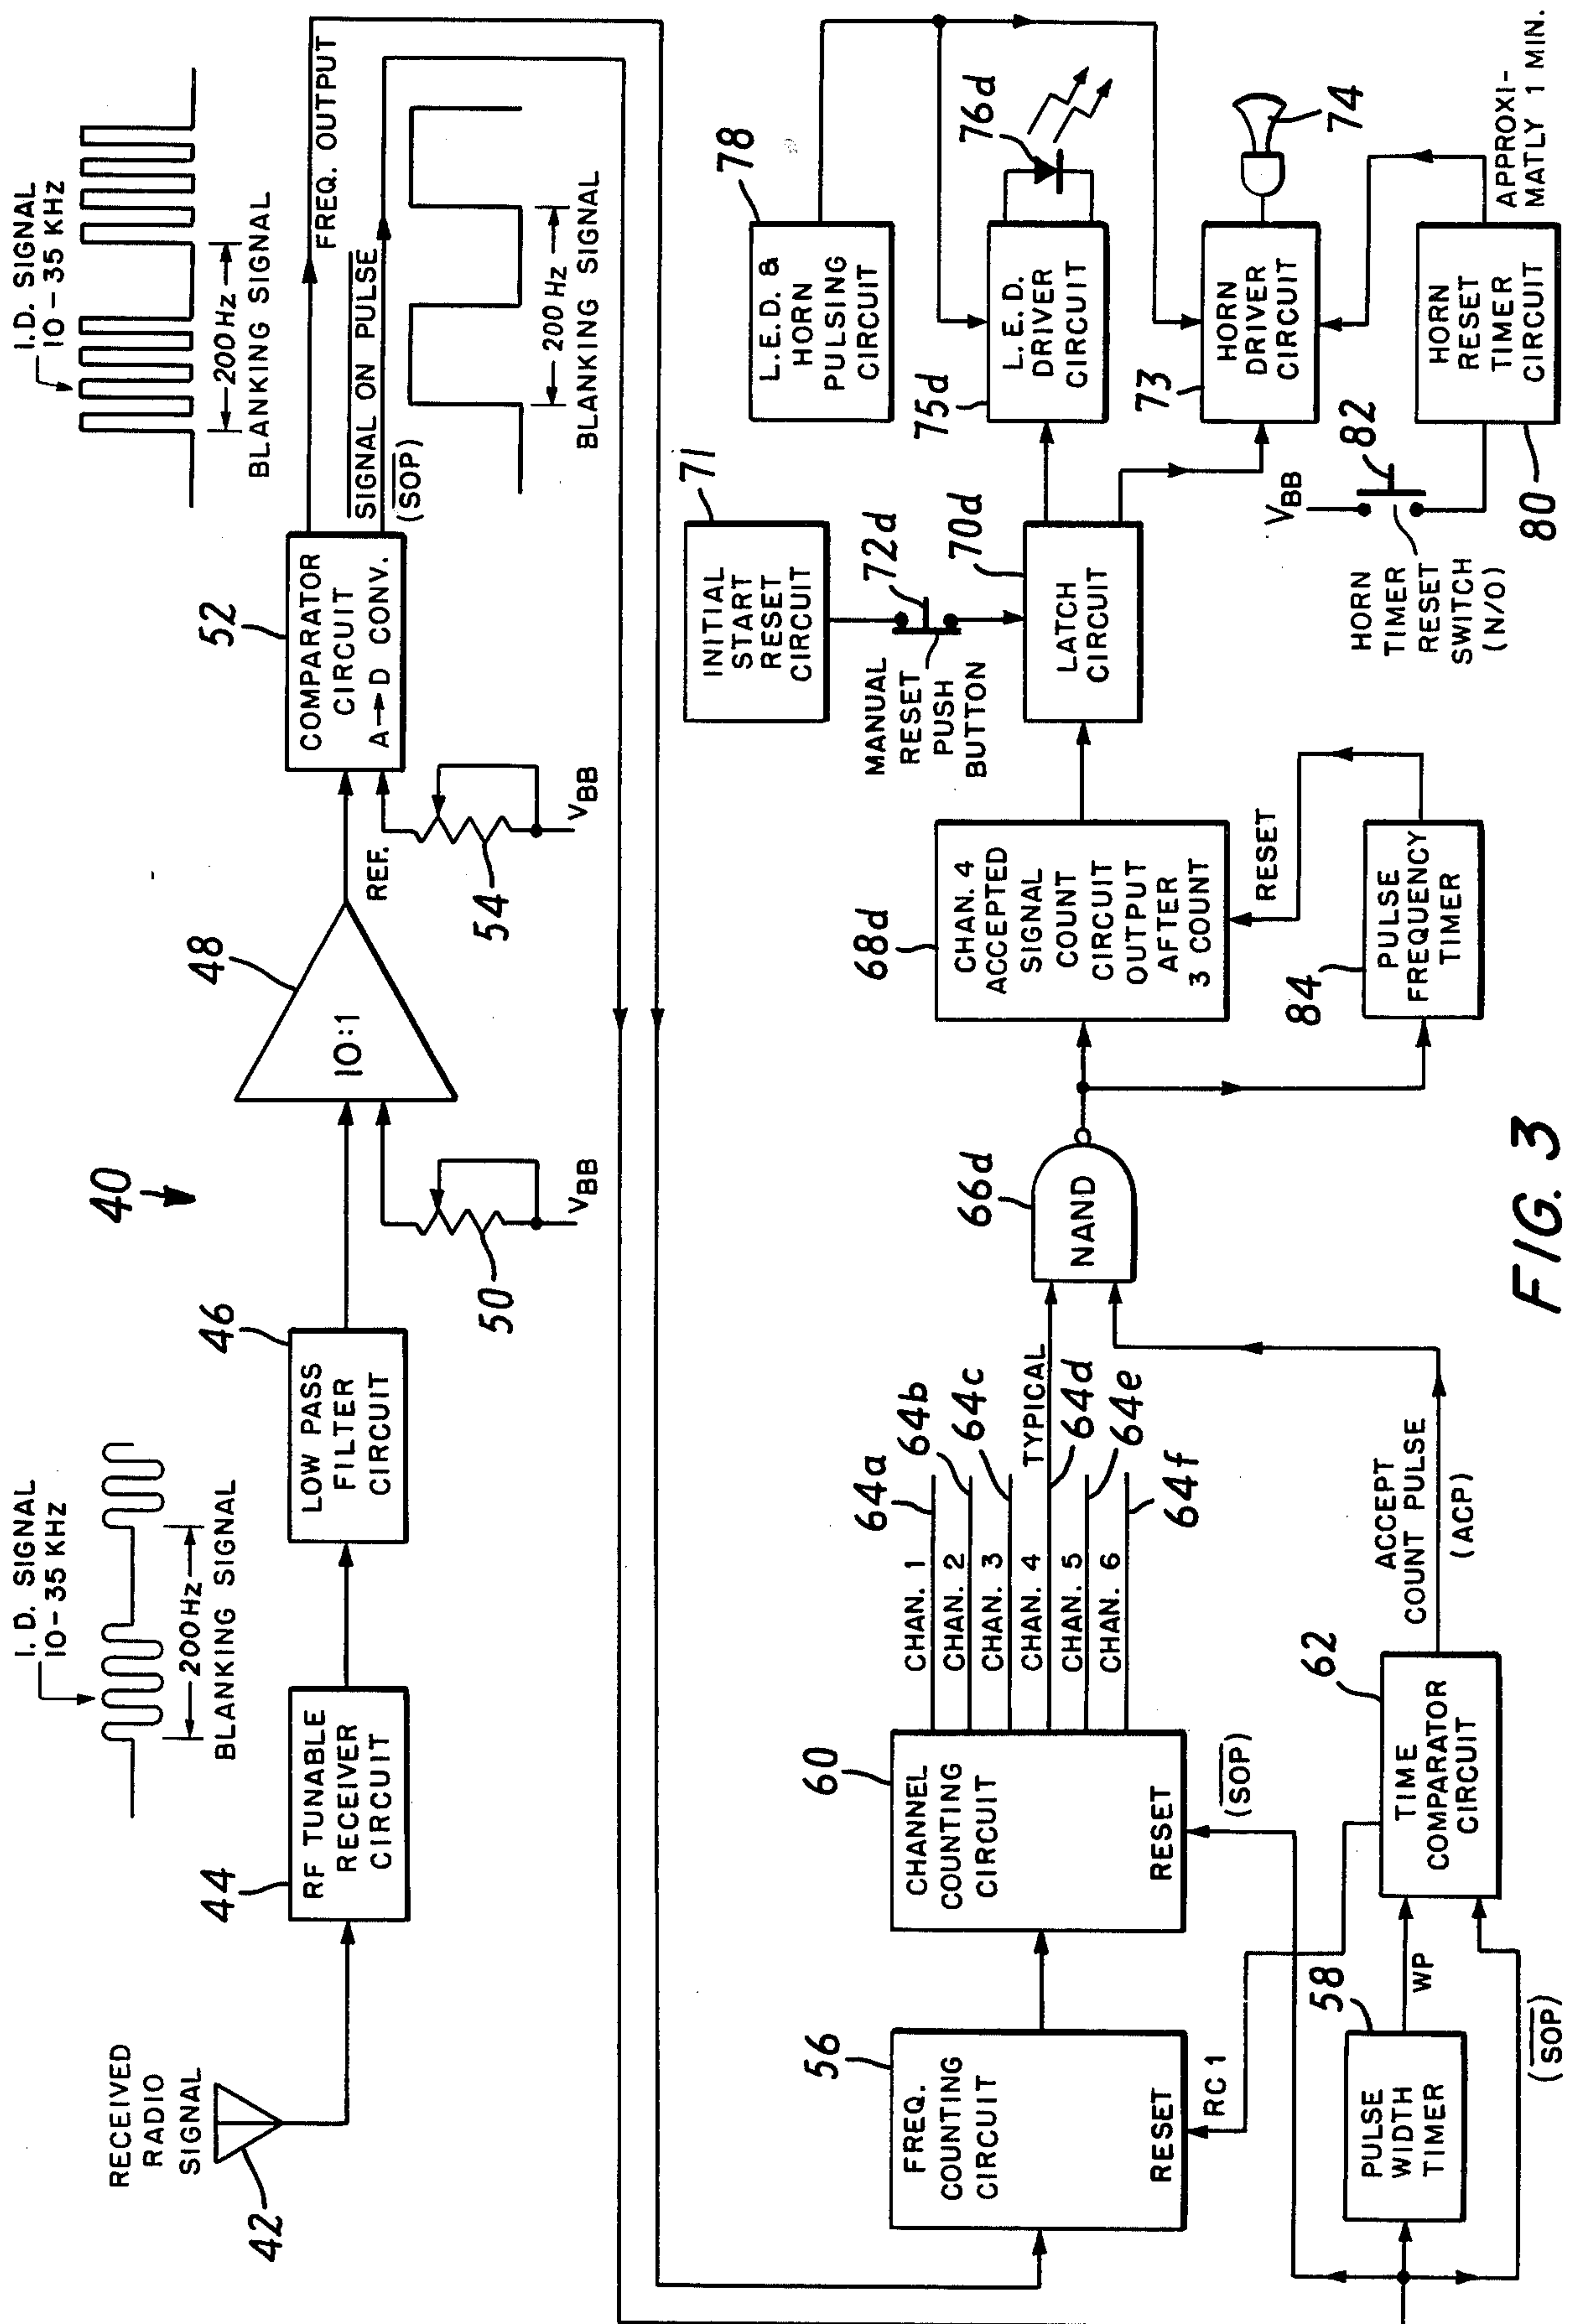 40
RECEIVED
RADIO
SIGNAL
42
44
RF TUNABLE
RECEIVER
CIRCUIT
I. D. SIGNAL
10-35 KHz
200 Hz
BLANKING SIGNAL
46
LOW PASS
FILTER
CIRCUIT
48
10:1
50
VBB
REF.
54
VBB
52
COMPARATOR
CIRCUIT
A→D CONV.
I.D. SIGNAL
10-35 KHz
200 Hz
BLANKING SIGNAL
FREQ. OUTPUT
SIGNAL ON PULSE
(SOP)
200 Hz
BLANKING SIGNAL
56
FREQ.
COUNTING
CIRCUIT
RESET
RC 1
60
CHANNEL
COUNTING
CIRCUIT
RESET
(SOP)
58
PULSE
WIDTH
TIMER
WP
(SOP)
62
TIME
COMPARATOR
CIRCUIT
ACCEPT
COUNT PULSE
(ACP)
CHAN. 1
64a
CHAN. 2
64b
CHAN. 3
64c
CHAN. 4
TYPICAL
64d
CHAN. 5
64e
CHAN. 6
64f
66d
NAND
68d
CHAN. 4
ACCEPTED
SIGNAL
COUNT
CIRCUIT
OUTPUT
AFTER
3 COUNT
RESET
84
PULSE
FREQUENCY
TIMER
71
INITIAL
START
RESET
CIRCUIT
MANUAL
RESET
PUSH
BUTTON
72d
70d
LATCH
CIRCUIT
78
L.E.D. &
HORN
PULSING
CIRCUIT
75d
L.E.D.
DRIVER
CIRCUIT
76d
73
HORN
DRIVER
CIRCUIT
74
VBB
82
HORN
TIMER
RESET
SWITCH
(N/O)
80
HORN
RESET
TIMER
CIRCUIT
APPROXI-
MATLY 1 MIN.
FIG. 3